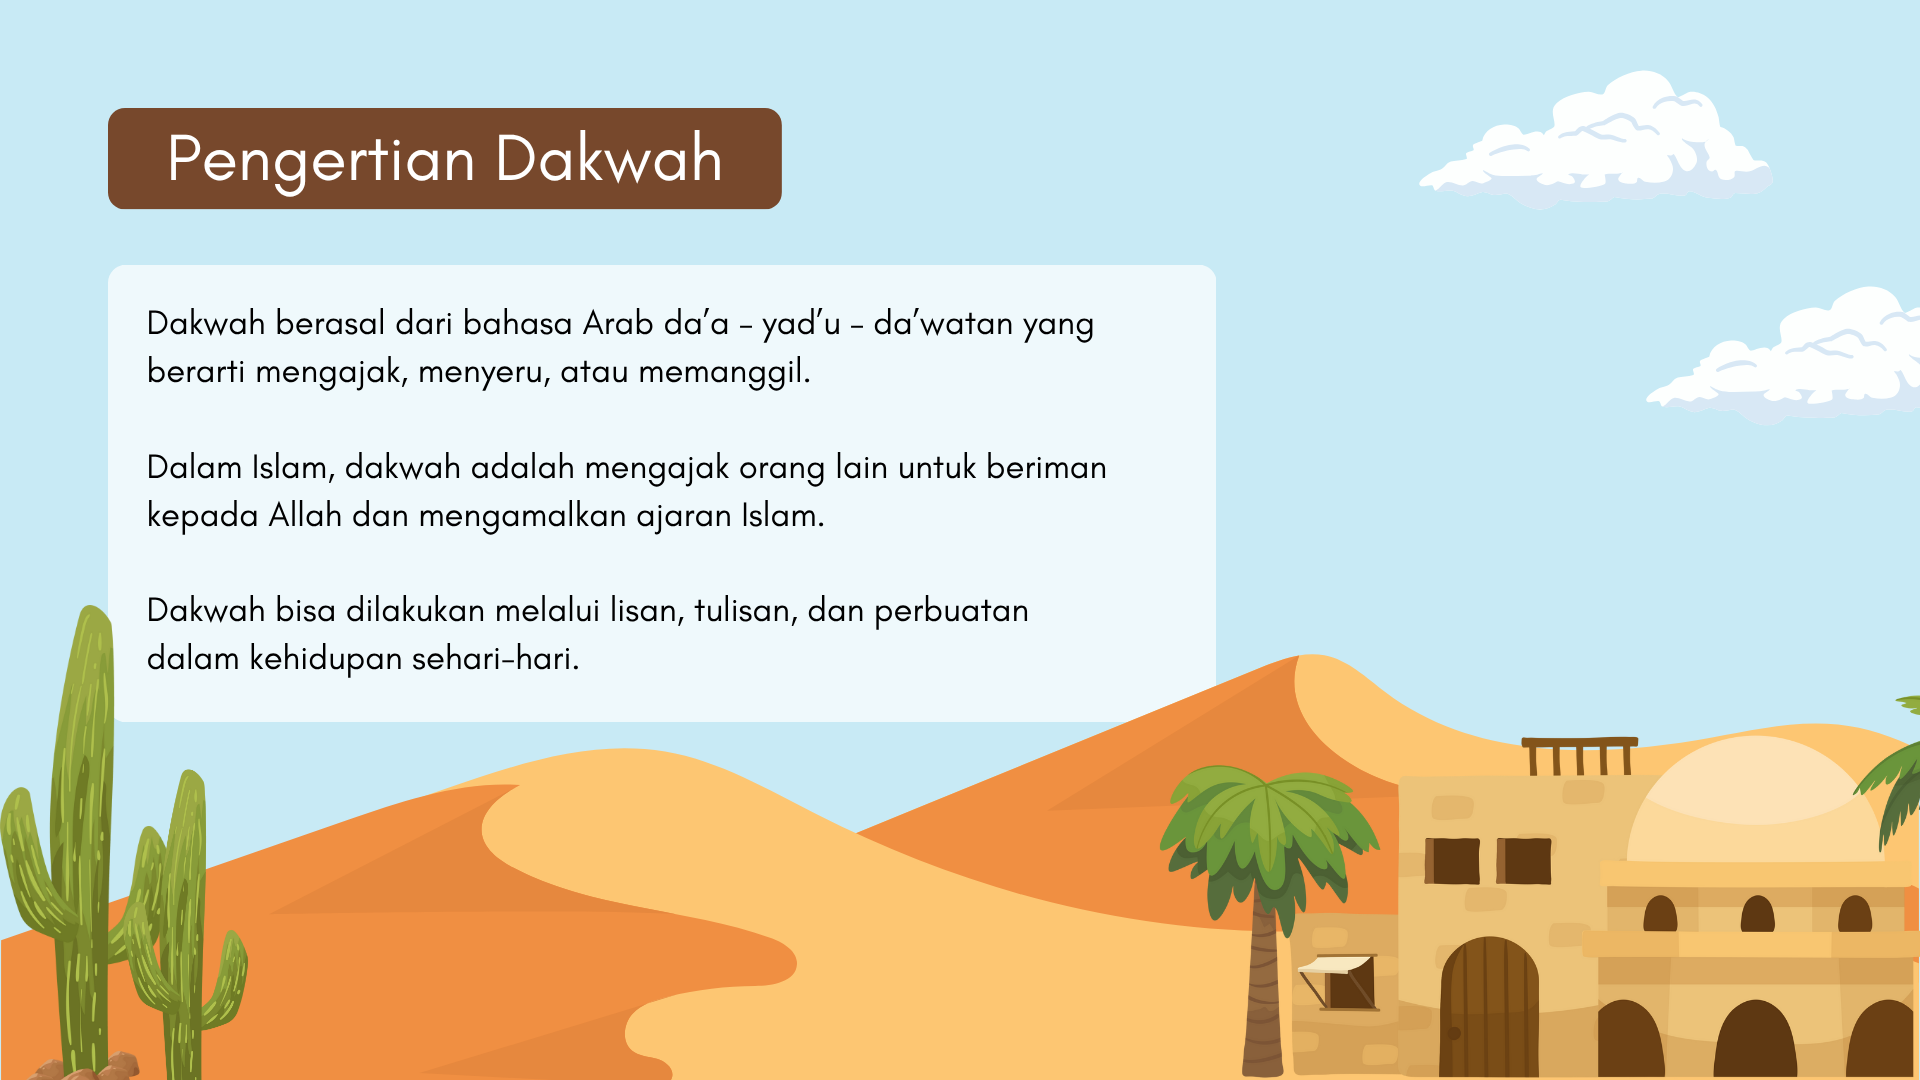 Pengertian Dakwah
Dakwah berasal dari bahasa Arab da’a – yad’u – da’watan yang
berarti mengajak, menyeru, atau memanggil.
Dalam Islam, dakwah adalah mengajak orang lain untuk beriman
kepada Allah dan mengamalkan ajaran Islam.
Dakwah bisa dilakukan melalui lisan, tulisan, dan perbuatan
dalam kehidupan sehari-hari.